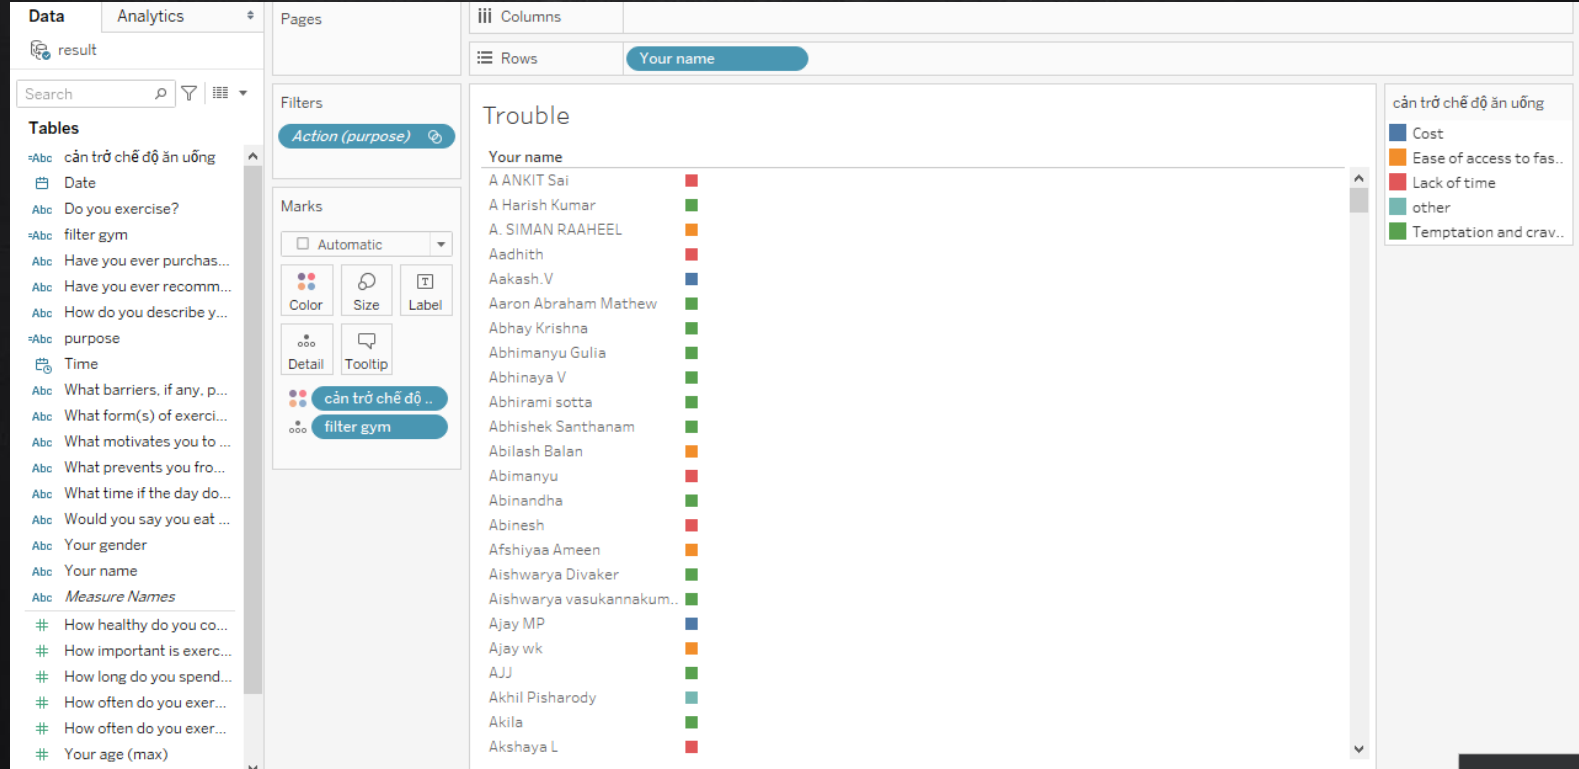 Data
Analytics
result
Search
Tables
cản trở chế độ ăn uống
Date
Do you exercise?
filter gym
Have you ever purchas...
Have you ever recomm...
How do you describe y...
purpose
Time
What barriers, if any, p...
What form(s) of exerci...
What motivates you to ...
What prevents you fro...
What time if the day do...
Would you say you eat ...
Your gender
Your name
Measure Names
How healthy do you co...
How important is exerc...
How long do you spend...
How often do you exer...
How often do you exer...
Your age (max)
Pages
Filters
Action (purpose)
Marks
Automatic
Color
Size
Label
Detail
Tooltip
cản trở chế độ ..
filter gym
Columns
Rows
Your name
Trouble
Your name
A ANKIT Sai
A Harish Kumar
A. SIMAN RAAHEEL
Aadhith
Aakash.V
Aaron Abraham Mathew
Abhay Krishna
Abhimanyu Gulia
Abhinaya V
Abhirami sotta
Abhishek Santhanam
Abilash Balan
Abimanyu
Abinandha
Abinesh
Afshiyaa Ameen
Aishwarya Divaker
Aishwarya vasukannakum..
Ajay MP
Ajay wk
AJJ
Akhil Pisharody
Akila
Akshaya L
cản trở chế độ ăn uống
Cost
Ease of access to fas..
Lack of time
other
Temptation and crav..